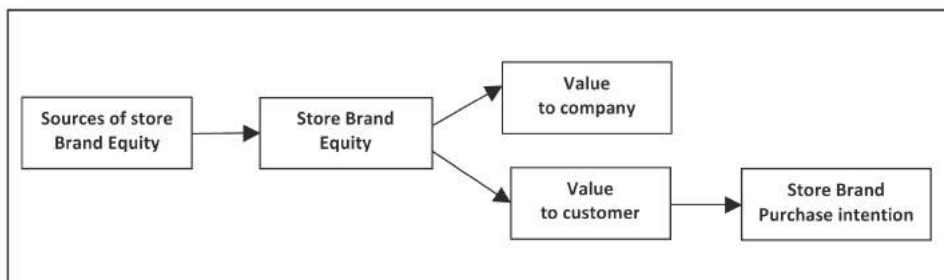 Sources of store
Brand Equity
Store Brand
Equity
Value
to company
Value
to customer
Store Brand
Purchase intention